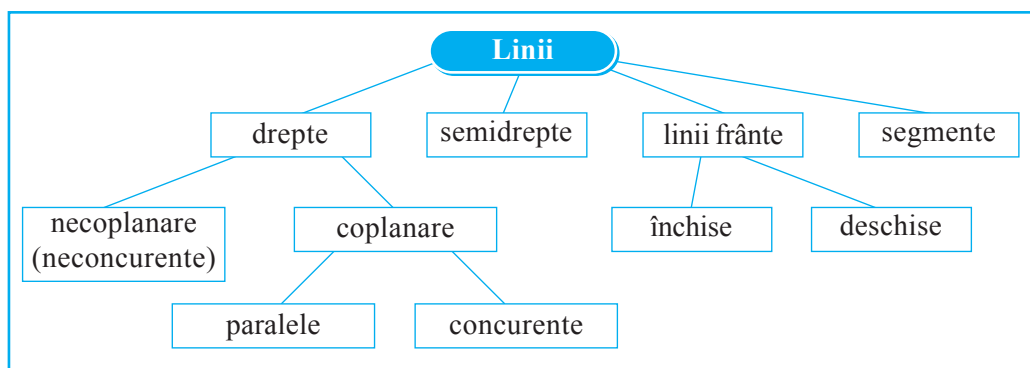 Linii
drepte
semidrepte
linii frânte
segmente
necoplanare
(neconcurente)
coplanare
închise
deschise
paralele
concurente